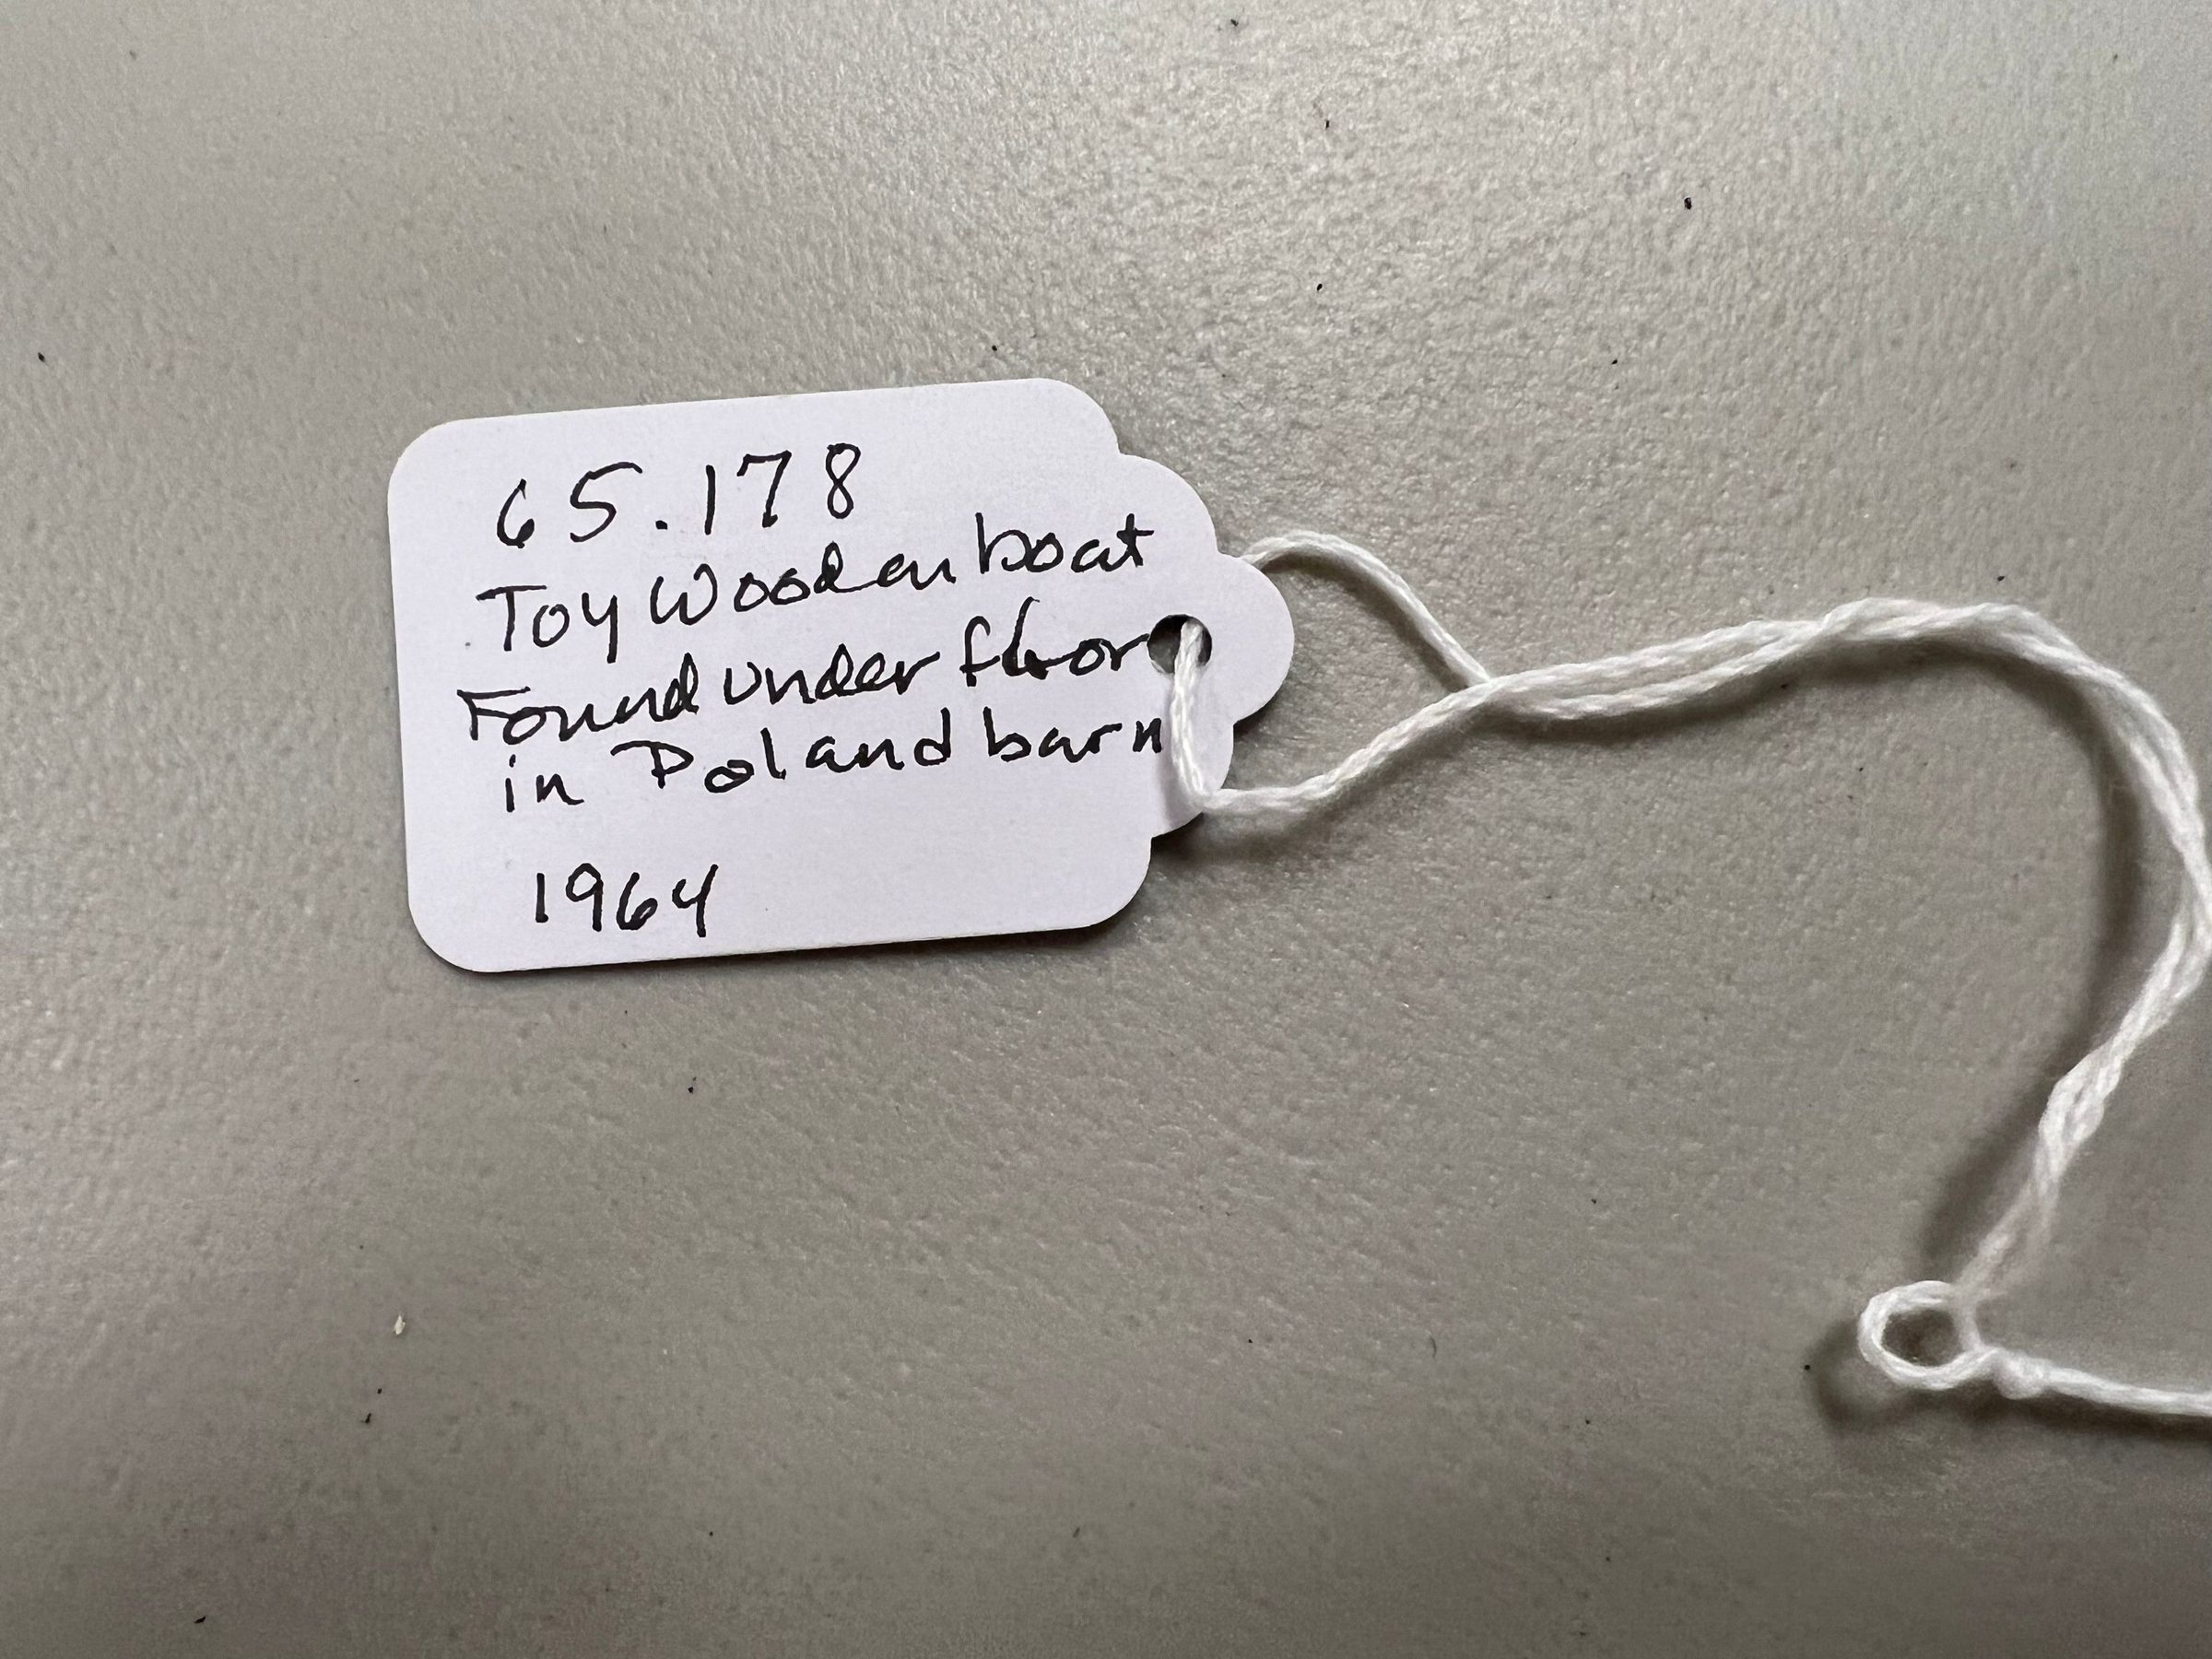 65.178
Toy Wooden boat
Found under floor
in Poland barn
1964